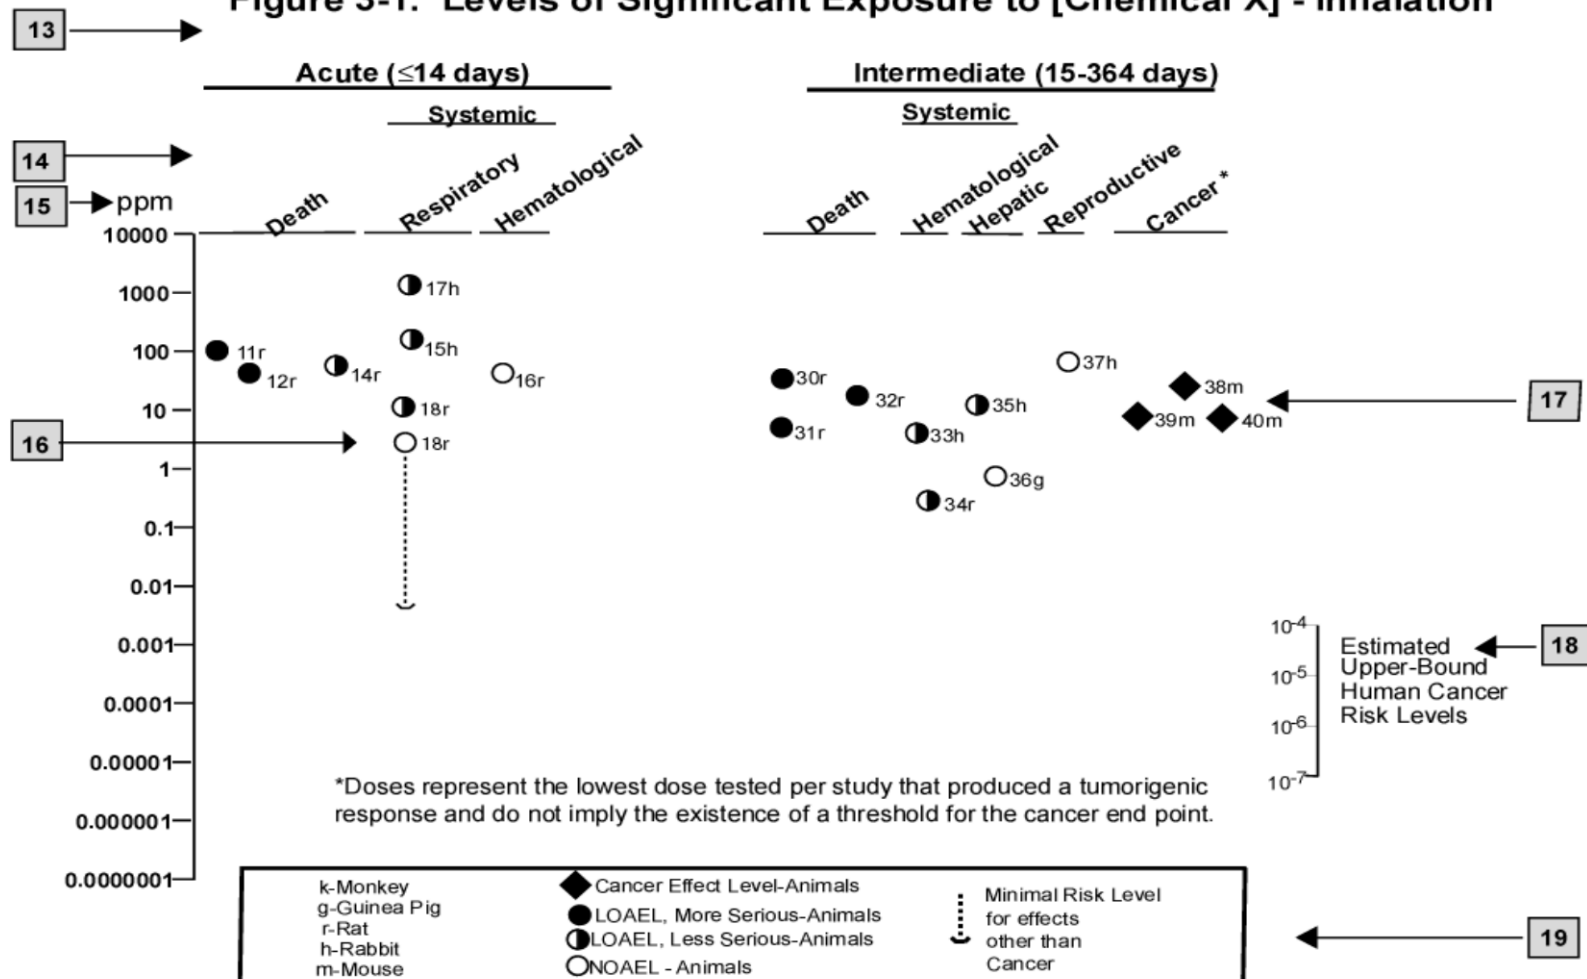 Figure 3-1. Levels of Significant Exposure to [Chemical X] - Inhalation
13
Acute (≤14 days)
Intermediate (15-364 days)
Systemic
Systemic
14
15
ppm
Death
Respiratory
Hematological
Death
Hematological
Hepatic
Reproductive
Cancer*
10000
1000
100
10
1
0.1
0.01
0.001
0.0001
0.00001
0.000001
0.0000001
17h
15h
11r
12r
14r
16r
18r
18r
16
30r
32r
31r
33h
34r
35h
36g
37h
38m
39m
40m
17
10-4
10-5
10-6
10-7
Estimated
Upper-Bound
Human Cancer
Risk Levels
18
*Doses represent the lowest dose tested per study that produced a tumorigenic
response and do not imply the existence of a threshold for the cancer end point.
k-Monkey
g-Guinea Pig
r-Rat
h-Rabbit
m-Mouse
Cancer Effect Level-Animals
LOAEL, More Serious-Animals
LOAEL, Less Serious-Animals
NOAEL - Animals
Minimal Risk Level
for effects
other than
Cancer
19